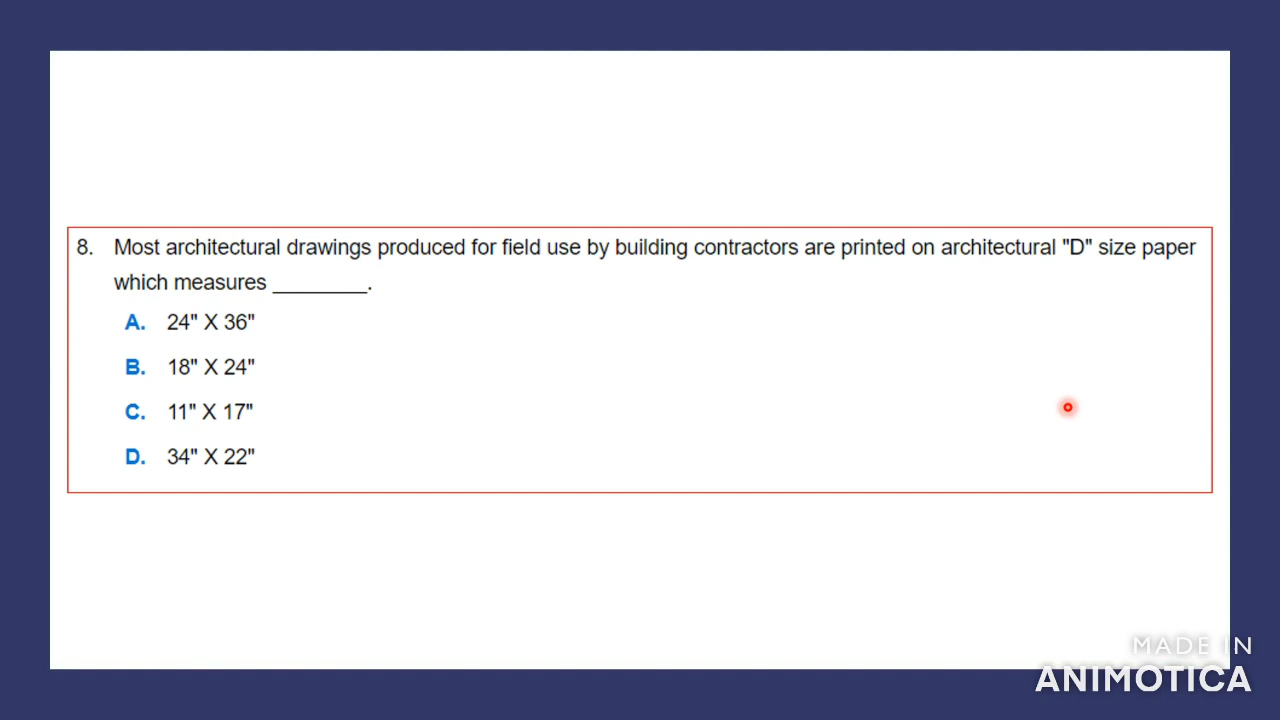 8. Most architectural drawings produced for field use by building contractors are printed on architectural "D" size paper
which measures ________.
A. 24" X 36"
B. 18" X 24"
C. 11" X 17"
D. 34" X 22"
MADE IN
ANIMOTICA